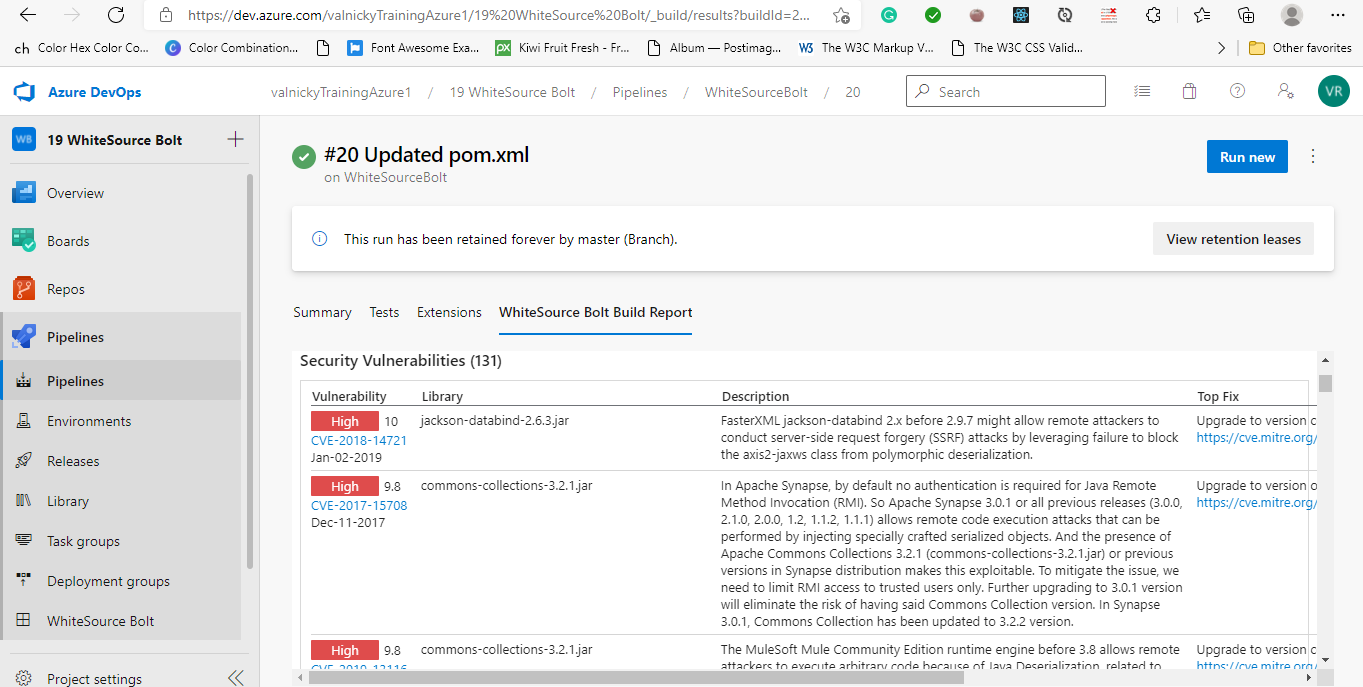 https://dev.azure.com/valnickyTrainingAzure1/19%20WhiteSource%20Bolt/_build/results?buildId=2...
ch Color Hex Color Co... Color Combination... Font Awesome Exa... Kiwi Fruit Fresh - Fr... Album — Postimag... The W3C Markup V... The W3C CSS Valid... Other favorites
Azure DevOps valnickyTrainingAzure1 / 19 WhiteSource Bolt / Pipelines / WhiteSourceBolt / 20 Search VR
WB 19 WhiteSource Bolt
Overview
Boards
Repos
Pipelines
Pipelines
Environments
Releases
Library
Task groups
Deployment groups
WhiteSource Bolt
Project settings
#20 Updated pom.xml
on WhiteSourceBolt
Run new
This run has been retained forever by master (Branch).
View retention leases
Summary Tests Extensions WhiteSource Bolt Build Report
Security Vulnerabilities (131)
Vulnerability Library Description Top Fix
High 10 jackson-databind-2.6.3.jar
CVE-2018-14721
Jan-02-2019
FasterXML jackson-databind 2.x before 2.9.7 might allow remote attackers to
conduct server-side request forgery (SSRF) attacks by leveraging failure to block
the axis2-jaxws class from polymorphic deserialization.
Upgrade to version
https://cve.mitre.org/
High 9.8 commons-collections-3.2.1.jar
CVE-2017-15708
Dec-11-2017
In Apache Synapse, by default no authentication is required for Java Remote
Method Invocation (RMI). So Apache Synapse 3.0.1 or all previous releases (3.0.0,
2.1.0, 2.0.0, 1.2, 1.1.2, 1.1.1) allows remote code execution attacks that can be
performed by injecting specially crafted serialized objects. And the presence of
Apache Commons Collections 3.2.1 (commons-collections-3.2.1.jar) or previous
versions in Synapse distribution makes this exploitable. To mitigate the issue, we
need to limit RMI access to trusted users only. Further upgrading to 3.0.1 version
will eliminate the risk of having said Commons Collection version. In Synapse
3.0.1, Commons Collection has been updated to 3.2.2 version.
Upgrade to version
https://cve.mitre.org/
High 9.8 commons-collections-3.2.1.jar
The MuleSoft Mule Community Edition runtime engine before 3.8 allows remote
attackers to execute arbitrary code because of Java Deserialization, related to
Upgrade to version
https://cve.mitre.org/